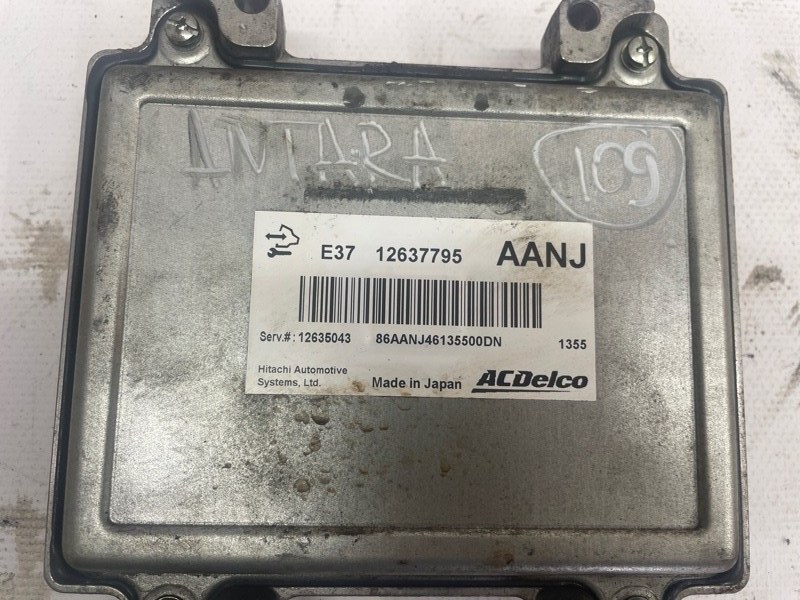 ANTARA 109
E37 12637795 AANJ
Serv.#: 12635043 86AANJ46135500DN 1355
Hitachi Automotive
Systems, Ltd. Made in Japan ACDelco